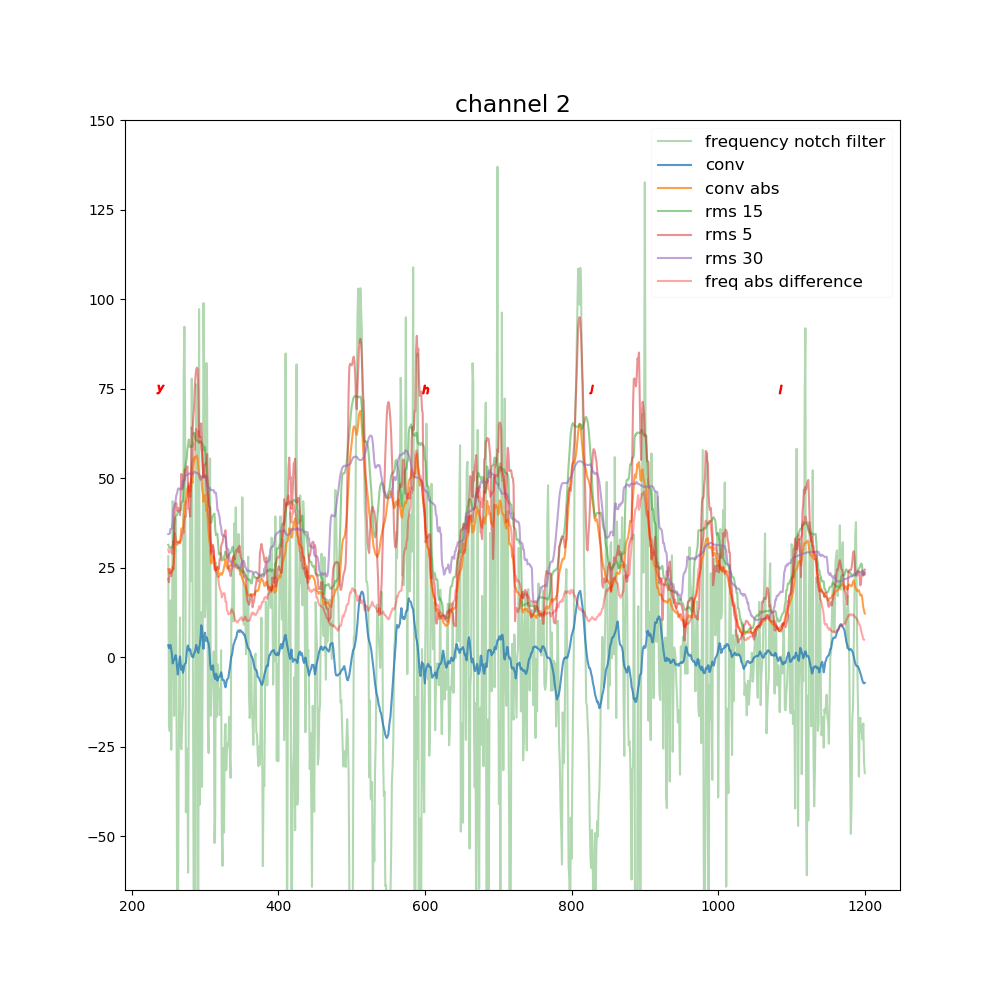 channel 2
150
125
100
75
50
25
0
−25
−50
frequency notch filter
conv
conv abs
rms 15
rms 5
rms 30
freq abs difference
y h j l
200 400 600 800 1000 1200